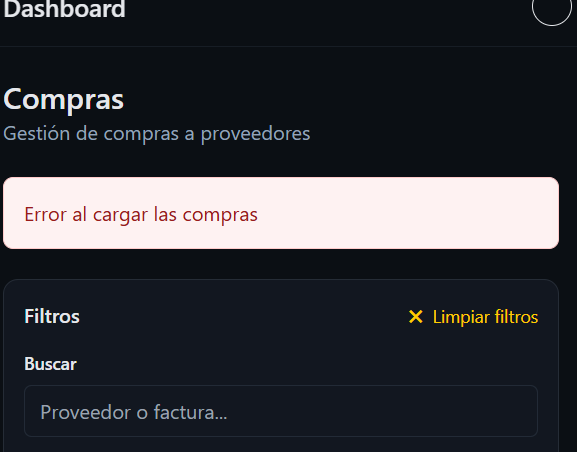 Dashboard
Compras
Gestión de compras a proveedores
Error al cargar las compras
Filtros
✕ Limpiar filtros
Buscar
Proveedor o factura...